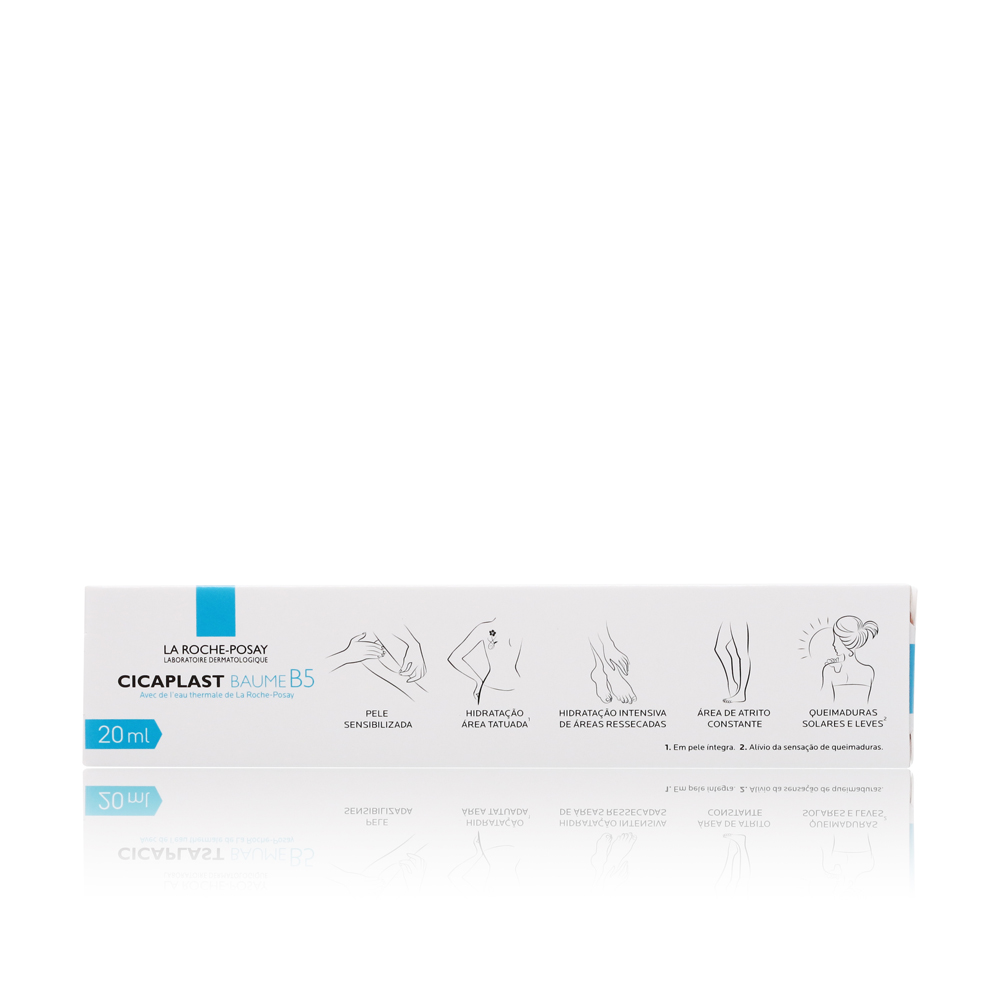 LA ROCHE-POSAY
LABORATOIRE DERMATOLOGIQUE
CICAPLAST BAUME B5
Avec de l'eau thermale de La Roche-Posay
20 ml
PELE
SENSIBILIZADA
HIDRATAÇÃO
ÁREA TATUADA¹
HIDRATAÇÃO INTENSIVA
DE ÁREAS RESSECADAS
ÁREA DE ATRITO
CONSTANTE
QUEIMADURAS
SOLARES E LEVES²
1. Em pele íntegra. 2. Alívio da sensação de queimaduras.